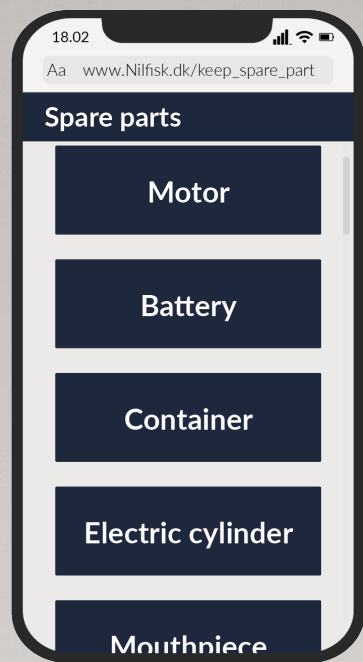 18.02
Aa www.Nilfisk.dk/keep_spare_part
Spare parts
Motor
Battery
Container
Electric cylinder
Mouthpiece